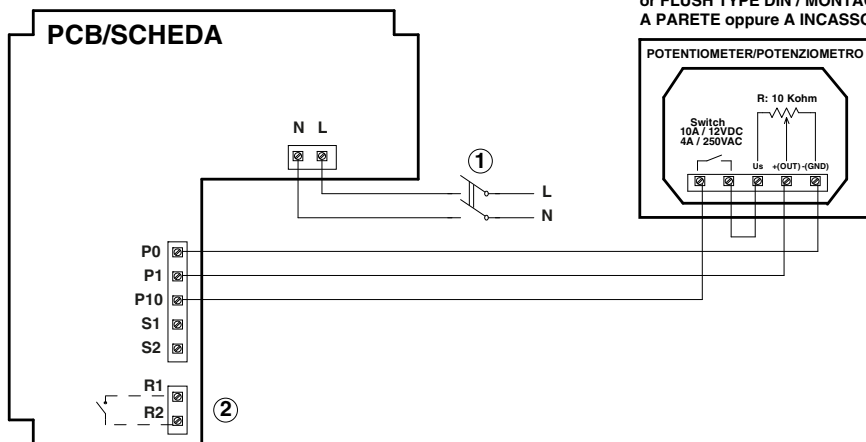 or FLUSH TYPE DIN / MONTAG
A PARETE oppure A INCASSO
PCB/SCHEDA
POTENTIOMETER/POTENZIOMETRO
R: 10 Kohm
Switch
10A / 12VDC
4A / 250VAC
Us +(OUT) -(GND)
N L
1
L
N
P0
P1
P10
S1
S2
R1
R2
2